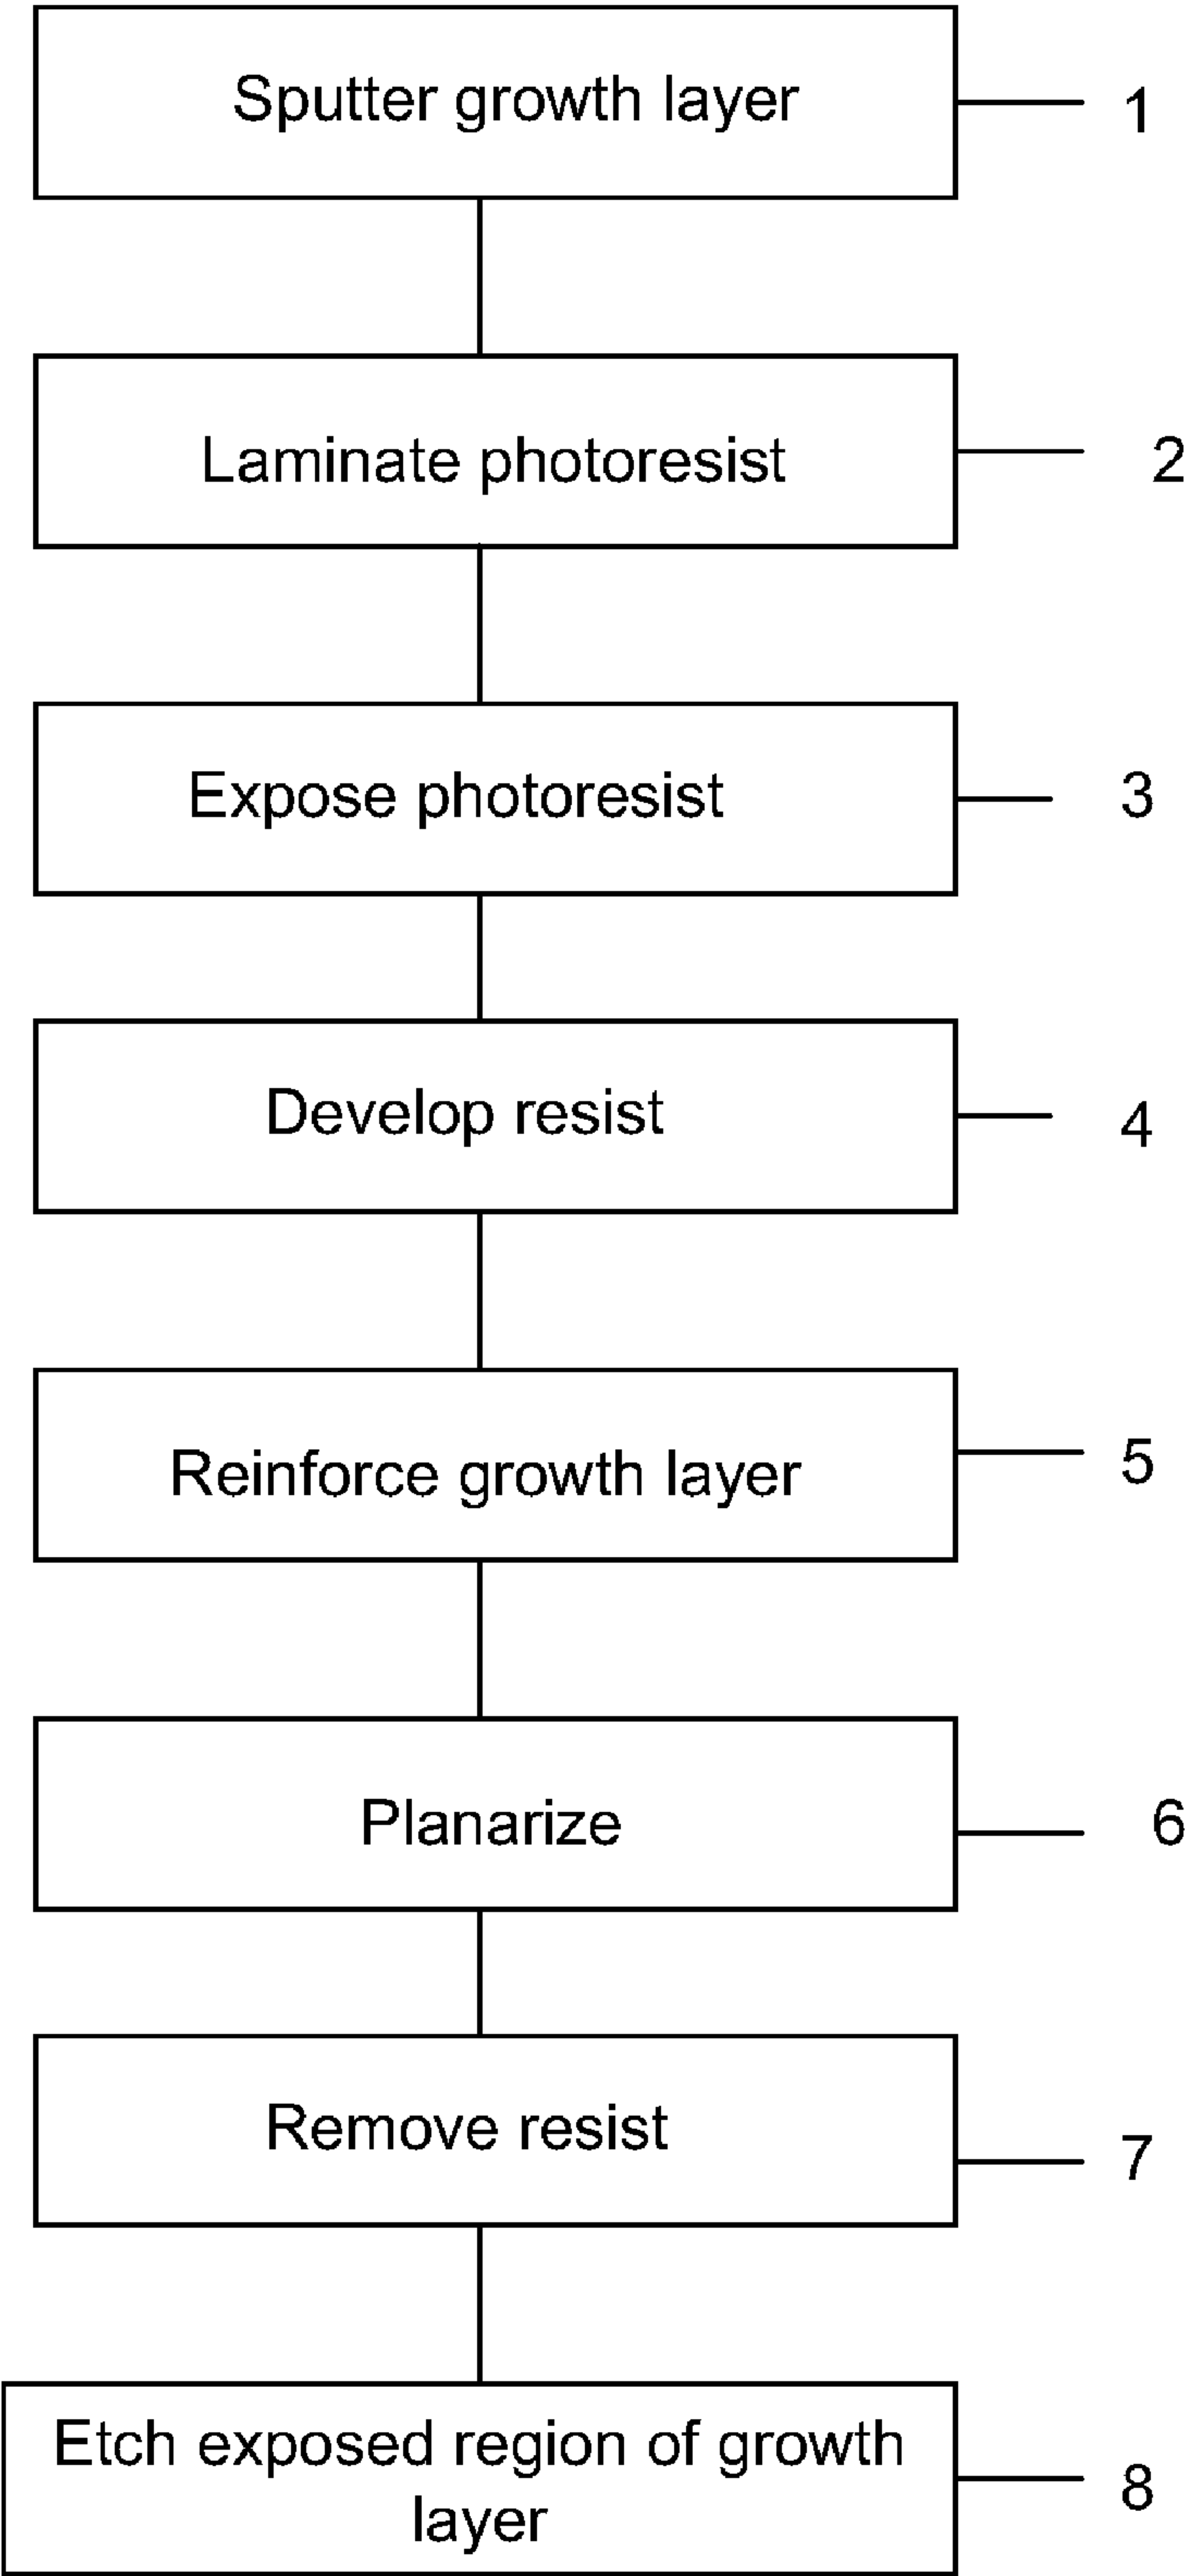 Sputter growth layer
1
Laminate photoresist
2
Expose photoresist
3
Develop resist
4
Reinforce growth layer
5
Planarize
6
Remove resist
7
Etch exposed region of growth
layer
8